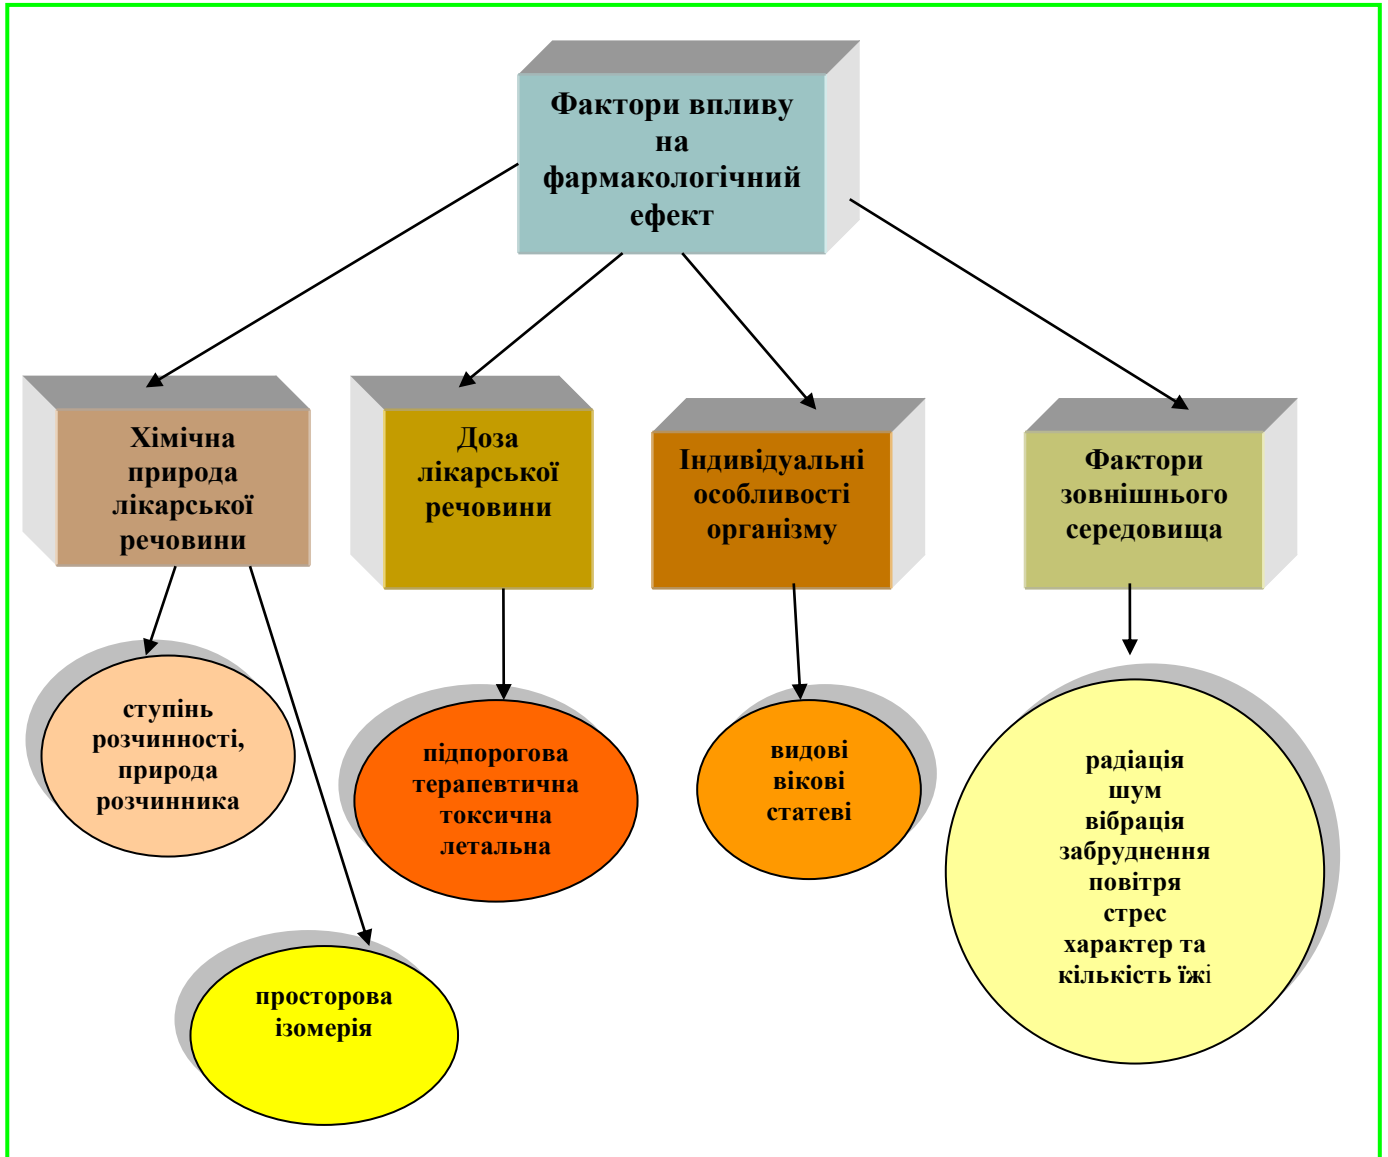 Фактори впливу
на
фармакологічний
ефект
Хімічна
природа
лікарської
речовини
Доза
лікарської
речовини
Індивідуальні
особливості
організму
Фактори
зовнішнього
середовища
ступінь
розчинності,
природа
розчинника
підпорогова
терапевтична
токсична
летальна
видові
вікові
статеві
радіація
шум
вібрація
забруднення
повітря
стрес
характер та
кількість їжі
просторова
ізомерія